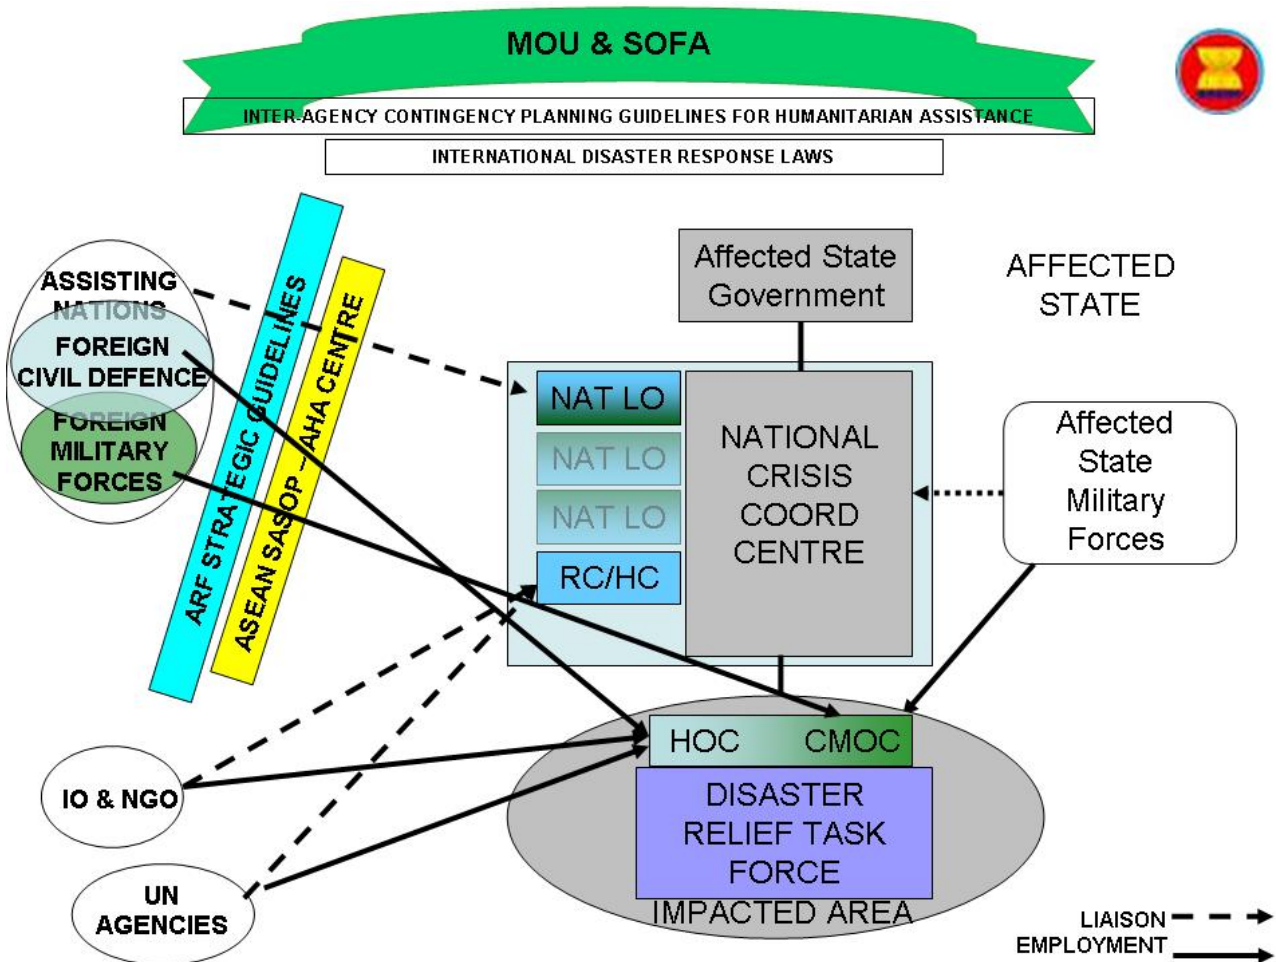 MOU & SOFA
INTER-AGENCY CONTINGENCY PLANNING GUIDELINES FOR HUMANITARIAN ASSISTANCE
INTERNATIONAL DISASTER RESPONSE LAWS
ASSISTING
NATIONS
FOREIGN
CIVIL DEFENCE
FOREIGN
MILITARY
FORCES
ARF STRATEGIC GUIDELINES
ASEAN SASOP – AHA CENTRE
Affected State
Government
AFFECTED
STATE
NAT LO
NAT LO
NAT LO
RC/HC
NATIONAL
CRISIS
COORD
CENTRE
Affected
State
Military
Forces
HOC
CMOC
DISASTER
RELIEF TASK
FORCE
IMPACTED AREA
IO & NGO
UN
AGENCIES
LIAISON
EMPLOYMENT